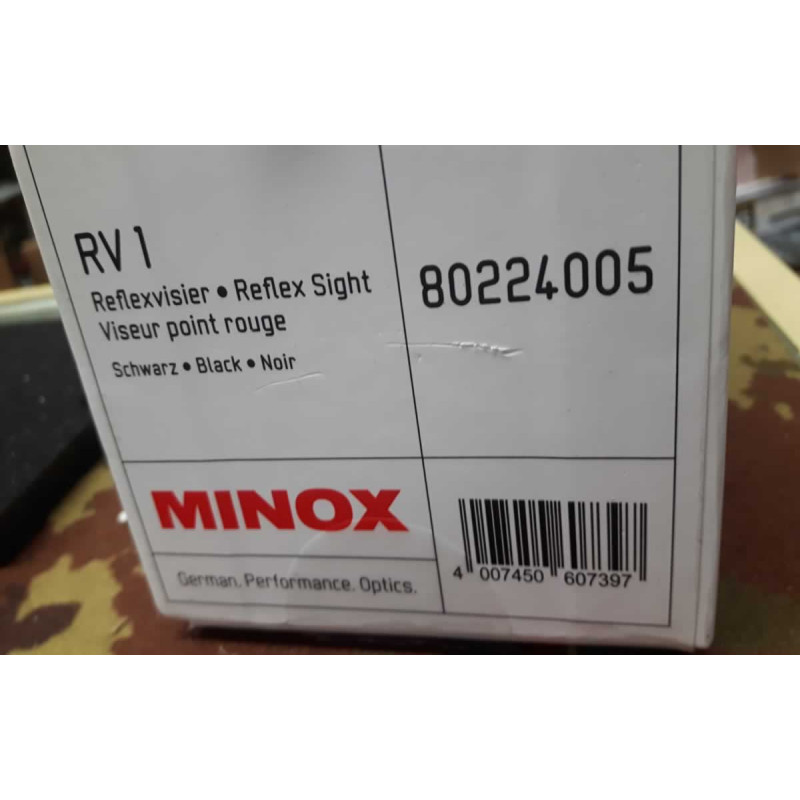 RV 1
Reflexvisier • Reflex Sight
Viseur point rouge
Schwarz • Black • Noir
80224005
MINOX
German. Performance. Optics.
4 007450 607397